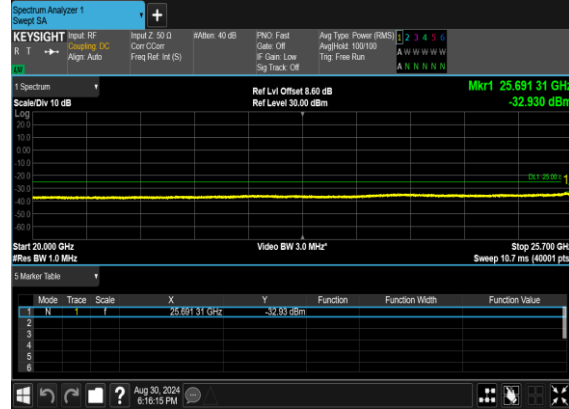 Spectrum Analyzer 1
Swept SA
+
KEYSIGHT
R T
Input: RF
Coupling: DC
Align: Auto
Input Z: 50 Ω
Corr CCorr
Freq Ref: Int (S)
#Atten: 40 dB
PNO: Fast
Gate: Off
IF Gain: Low
Sig Track: Off
Avg Type: Power (RMS)
Avg|Hold: 100/100
Trig: Free Run
1 2 3 4 5 6
A W W W W W
A N N N N N
1 Spectrum
Scale/Div 10 dB
Log
Ref Lvl Offset 8.60 dB
Ref Level 30.00 dBm
Mkr1 25.691 31 GHz
-32.930 dBm
20.0
10.0
0.00
-10.0
-20.0
-30.0
-40.0
-50.0
-60.0
1
Start 20.000 GHz
#Res BW 1.0 MHz
Video BW 3.0 MHz*
Stop 25.700 GHz
Sweep 10.7 ms (40001 pts)
5 Marker Table
Mode Trace Scale X Y Function Function Width Function Value
1 N 1 f 25.691 31 GHz -32.93 dBm
2
3
4
5
6
?
Aug 30, 2024
6:16:15 PM